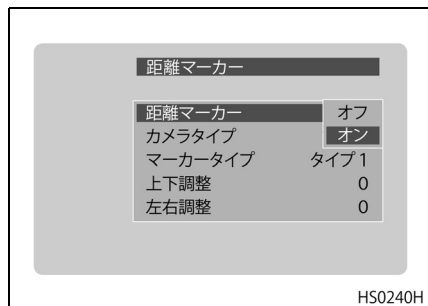 距離マーカー
距離マーカー オフ
カメラタイプ オン
マーカータイプ タイプ1
上下調整 0
左右調整 0
HS0240H